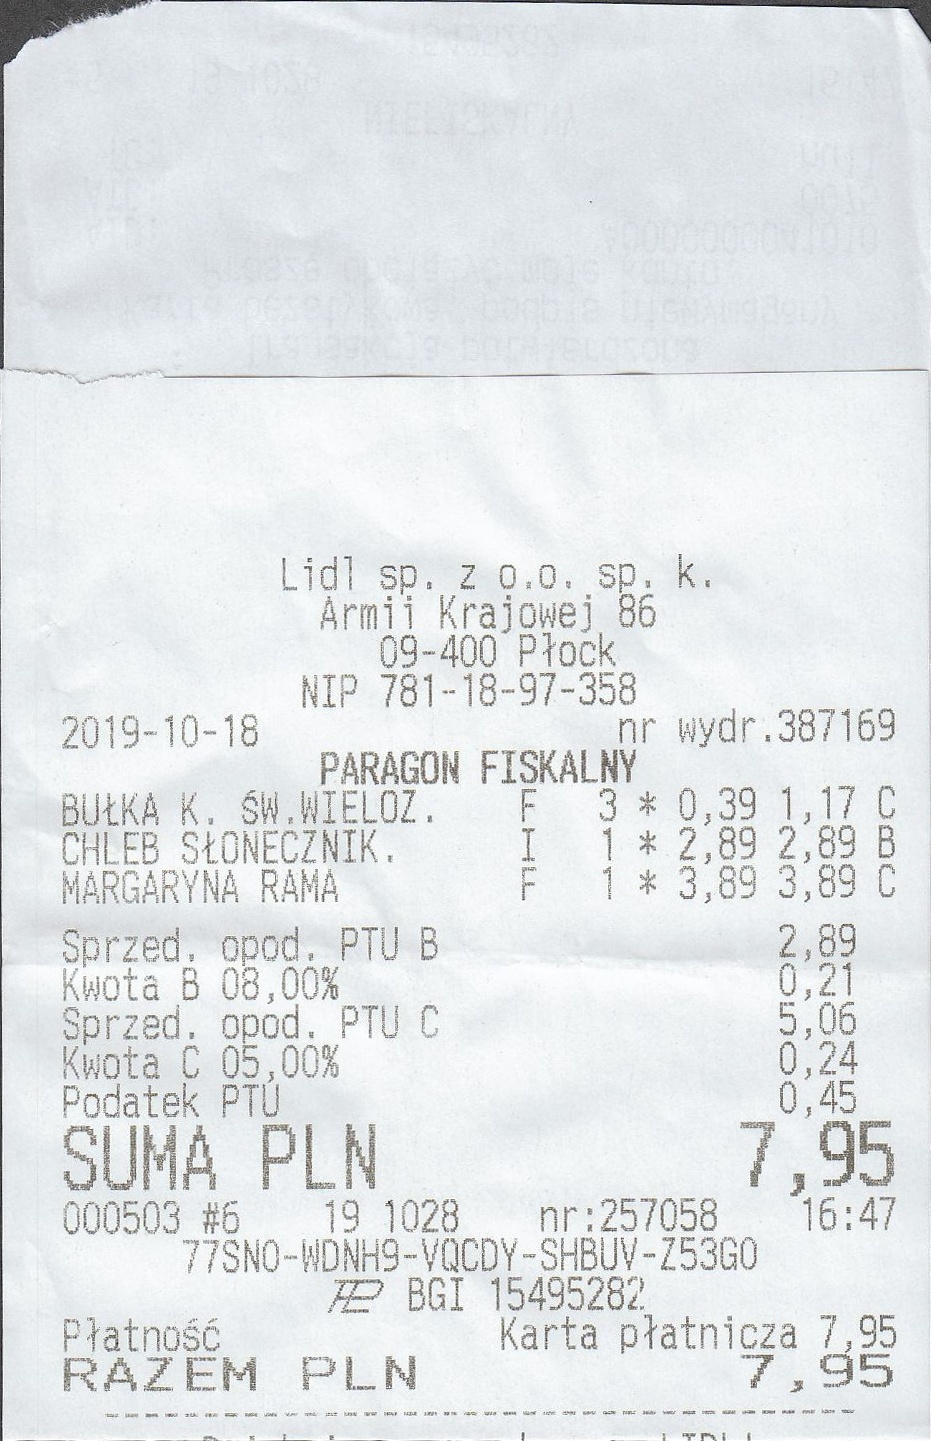 Lidl sp. z o.o. sp. k.
Armii Krajowej 86
09-400 Płock
NIP 781-18-97-358
2019-10-18 nr wydr.387169
PARAGON FISKALNY
BUŁKA K. ŚW.WIELOZ. F 3 * 0,39 1,17 C
CHLEB SŁONECZNIK. I 1 * 2,89 2,89 B
MARGARYNA RAMA F 1 * 3,89 3,89 C
Sprzed. opod. PTU B 2,89
Kwota B 08,00% 0,21
Sprzed. opod. PTU C 5,06
Kwota C 05,00% 0,24
Podatek PTU 0,45
SUMA PLN 7,95
000503 #6 19 1028 nr:257058 16:47
77SNO-WDNH9-VQCDY-SHBUV-Z53GO
BGI 15495282
Płatność Karta płatnicza 7,95
RAZEM PLN 7,95